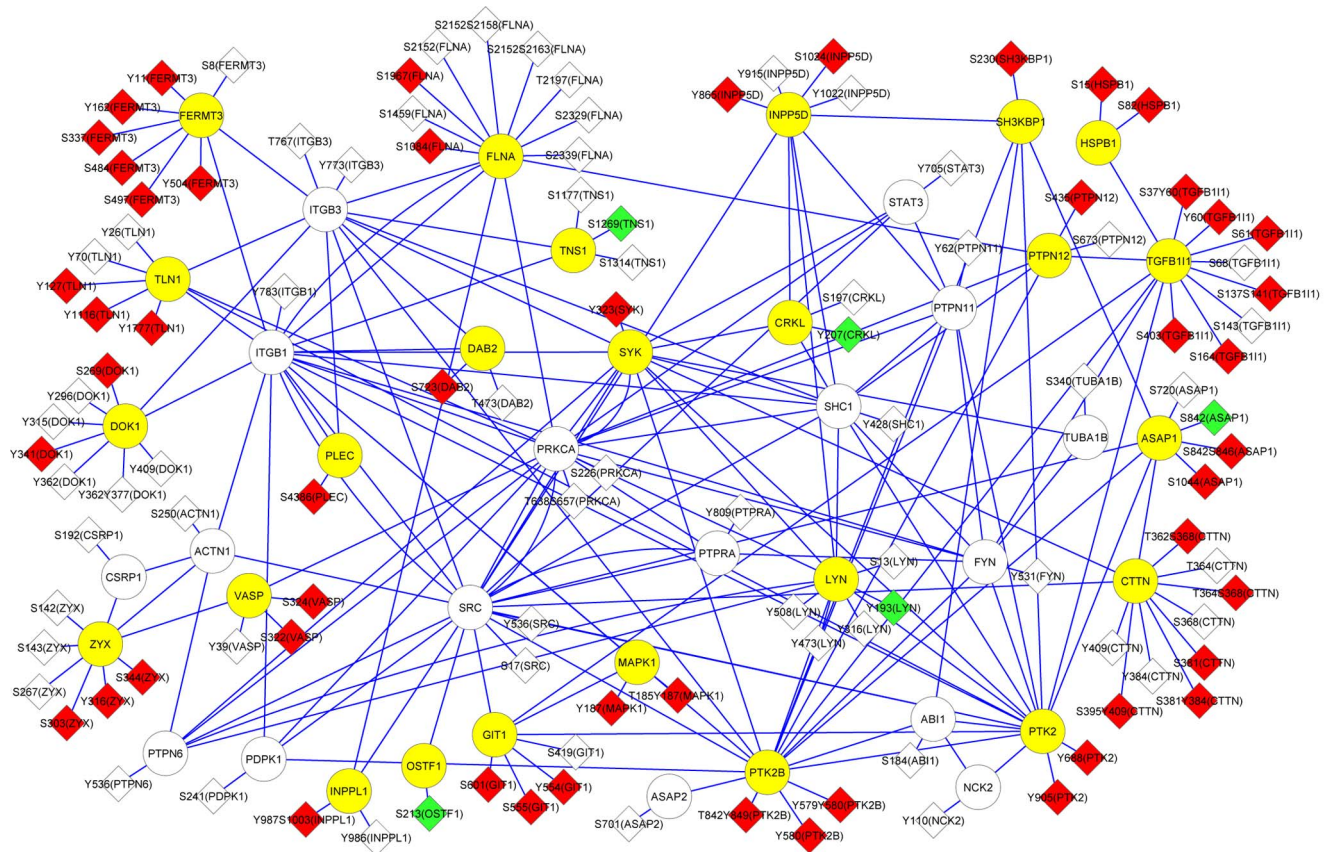 S2152S2158(FLNA)
S2152(FLNA)
S2152S2163(FLNA)
S1967(FLNA)
T2197(FLNA)
S1459(FLNA)
S2329(FLNA)
S1084(FLNA)
S2339(FLNA)
FLNA
S8(FERMT3)
Y11(FERMT3)
Y162(FERMT3)
FERMT3
S337(FERMT3)
S484(FERMT3)
Y504(FERMT3)
S497(FERMT3)
T767(ITGB3)
Y773(ITGB3)
ITGB3
S1034(INPP5D)
Y915(INPP5D)
Y865(INPP5D)
Y1022(INPP5D)
INPP5D
S230(SH3KBP1)
SH3KBP1
S15(HSPB1)
S82(HSPB1)
HSPB1
Y705(STAT3)
STAT3
S435(PTPN12)
S673(PTPN12)
PTPN12
Y62(PTPN11)
PTPN11
S37Y60(TGFB1I1)
Y60(TGFB1I1)
S61(TGFB1I1)
S68(TGFB1I1)
TGFB1I1
S137S141(TGFB1I1)
S143(TGFB1I1)
S403(TGFB1I1)
S164(TGFB1I1)
S1177(TNS1)
S1269(TNS1)
TNS1
S1314(TNS1)
Y26(TLN1)
Y70(TLN1)
TLN1
Y127(TLN1)
Y1116(TLN1)
Y1777(TLN1)
Y783(ITGB1)
ITGB1
Y323(SYK)
SYK
DAB2
S723(DAB2)
T473(DAB2)
S197(CRKL)
CRKL
Y207(CRKL)
S269(DOK1)
Y296(DOK1)
Y315(DOK1)
DOK1
Y341(DOK1)
Y409(DOK1)
Y362(DOK1)
Y362Y377(DOK1)
PLEC
S4386(PLEC)
PRKCA
S226(PRKCA)
T638S657(PRKCA)
SHC1
Y428(SHC1)
S340(TUBA1B)
TUBA1B
S720(ASAP1)
S842(ASAP1)
ASAP1
S842S846(ASAP1)
S1044(ASAP1)
S250(ACTN1)
ACTN1
S192(CSRP1)
CSRP1
Y809(PTPRA)
PTPRA
S13(LYN)
LYN
Y193(LYN)
Y508(LYN)
Y316(LYN)
Y473(LYN)
FYN
Y531(FYN)
T362S368(CTTN)
T364(CTTN)
CTTN
T364S368(CTTN)
S368(CTTN)
Y409(CTTN)
S381(CTTN)
Y384(CTTN)
S381Y384(CTTN)
S395Y409(CTTN)
VASP
S324(VASP)
S322(VASP)
Y39(VASP)
SRC
Y536(SRC)
S17(SRC)
S142(ZYX)
S143(ZYX)
ZYX
S344(ZYX)
S267(ZYX)
Y316(ZYX)
S303(ZYX)
MAPK1
T185Y187(MAPK1)
Y187(MAPK1)
PTPN6
Y536(PTPN6)
PDPK1
S241(PDPK1)
INPPL1
Y987S1003(INPPL1)
Y986(INPPL1)
OSTF1
S213(OSTF1)
GIT1
S419(GIT1)
S601(GIT1)
Y554(GIT1)
S555(GIT1)
ASAP2
S701(ASAP2)
PTK2B
Y579Y580(PTK2B)
T842Y849(PTK2B)
Y580(PTK2B)
ABI1
S184(ABI1)
NCK2
Y110(NCK2)
PTK2
Y688(PTK2)
Y905(PTK2)